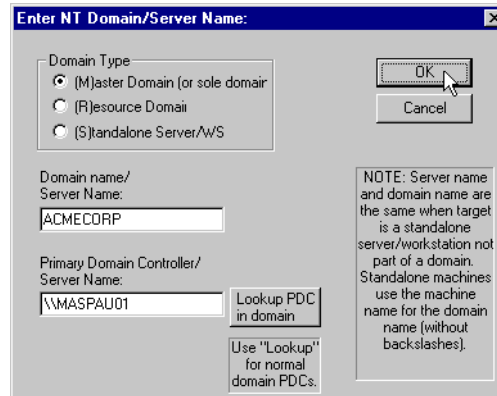 Enter NT Domain/Server Name:
Domain Type
(M)aster Domain (or sole domair
(R)esource Domaii
(S)tandalone Server/WS
OK
Cancel
Domain name/
Server Name:
ACMECORP
Primary Domain Controller/
Server Name:
\\MASPAU01
Lookup PDC
in domain
Use "Lookup"
for normal
domain PDCs.
NOTE: Server name
and domain name are
the same when target
is a standalone
server/workstation not
part of a domain.
Standalone machines
use the machine
name for the domain
name (without
backslashes).